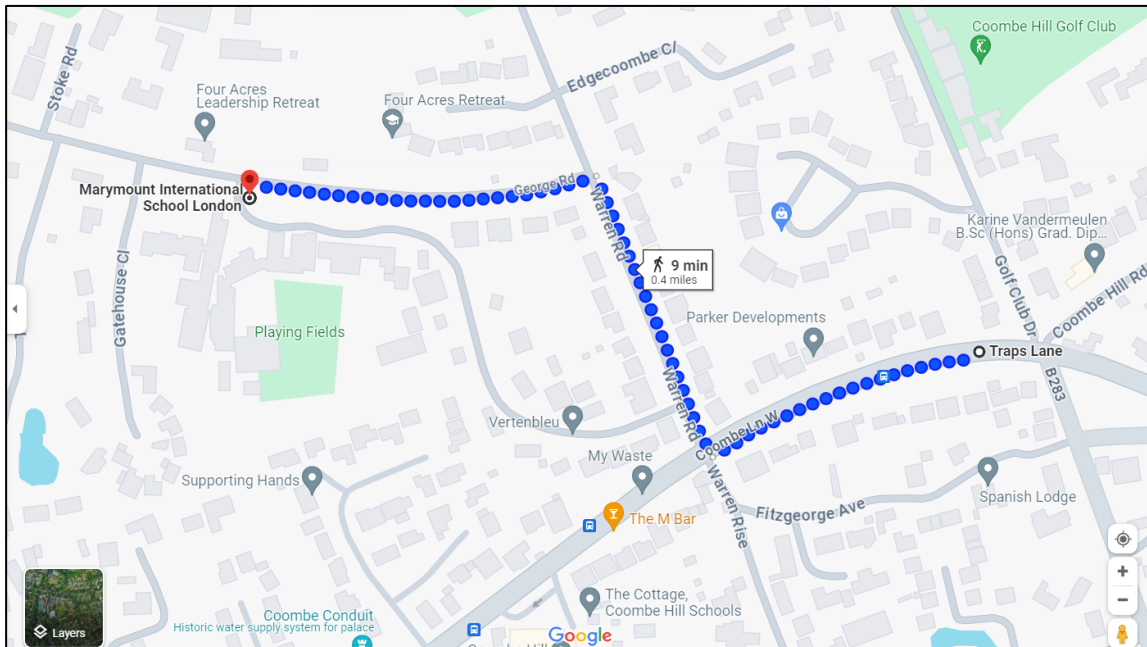 Coombe Hill Golf Club
Stoke Rd
Edgecoombe Cl
Four Acres
Leadership Retreat
Four Acres Retreat
Marymount International
School London
George Rd
Warren Rd
Karine Vandermeulen
B.Sc (Hons) Grad. Dip...
9 min
0.4 miles
Golf Club Dr
Coombe Hill Rd
Gatehouse Cl
Playing Fields
Parker Developments
Traps Lane
B283
Warren Rd
Vertenbleu
Coombe Ln W
My Waste
Supporting Hands
Warren Rise
Spanish Lodge
Fitzgeorge Ave
The M Bar
The Cottage,
Coombe Hill Schools
Coombe Conduit
Historic water supply system for palace
Layers
Google